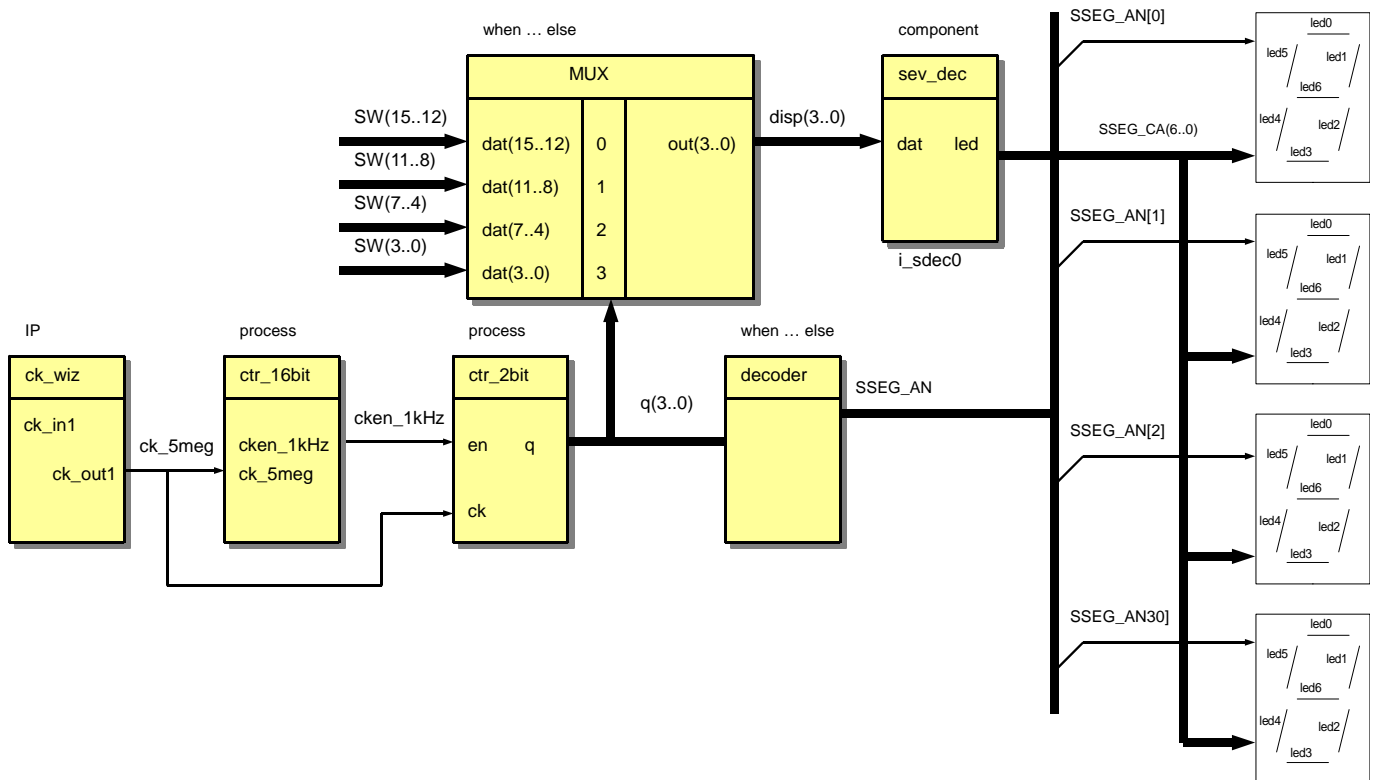 when ... else
MUX
SW(15..12)
dat(15..12) 0 out(3..0)
SW(11..8)
dat(11..8) 1
SW(7..4)
dat(7..4) 2
SW(3..0)
dat(3..0) 3
disp(3..0)
component
sev_dec
dat led
i_sdec0
IP
ck_wiz
ck_in1
ck_out1
ck_5meg
process
ctr_16bit
cken_1kHz
ck_5meg
cken_1kHz
process
ctr_2bit
en q
ck
q(3..0)
when ... else
decoder
SSEG_AN
SSEG_AN[0]
SSEG_CA(6..0)
SSEG_AN[1]
SSEG_AN[2]
SSEG_AN30]
led0
led5 led1
led6
led4 led2
led3
led0
led5 led1
led6
led4 led2
led3
led0
led5 led1
led6
led4 led2
led3
led0
led5 led1
led6
led4 led2
led3